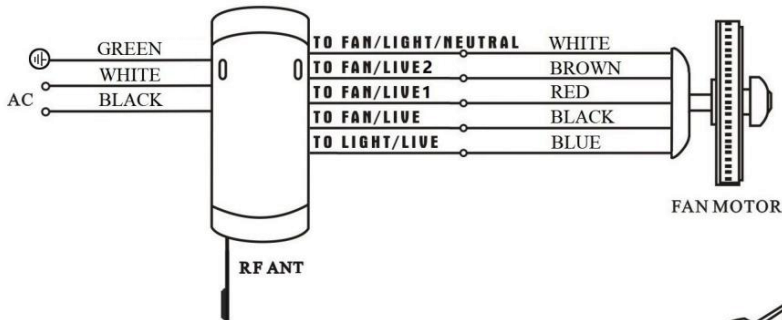 GREEN
WHITE
AC
BLACK
TO FAN/LIGHT/NEUTRAL WHITE
TO FAN/LIVE2 BROWN
TO FAN/LIVE1 RED
TO FAN/LIVE BLACK
TO LIGHT/LIVE BLUE
FAN MOTOR
RF ANT